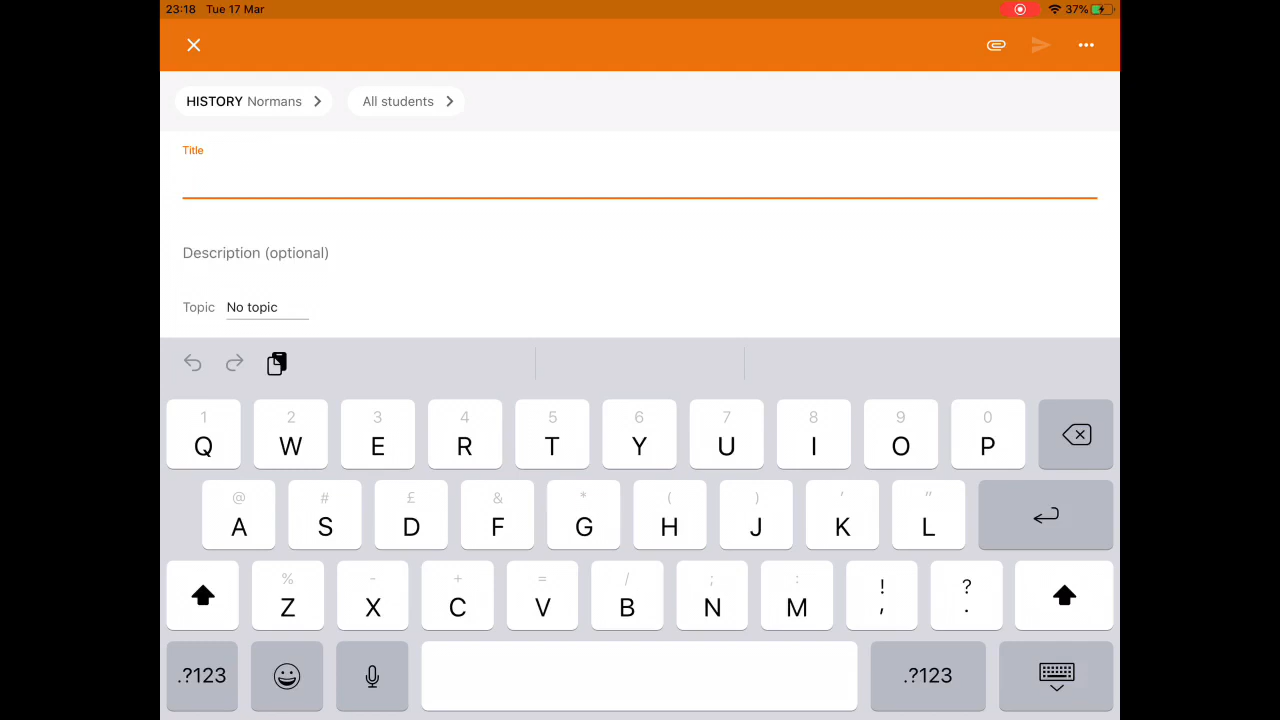 23:18 Tue 17 Mar 37%
HISTORY Normans All students
Title
Description (optional)
Topic No topic
1 2 3 4 5 6 7 8 9 0
Q W E R T Y U I O P
@ # £ & * ( ) ' "
A S D F G H J K L
% - + = / ; : ! ?
Z X C V B N M , .
.?123 .?123